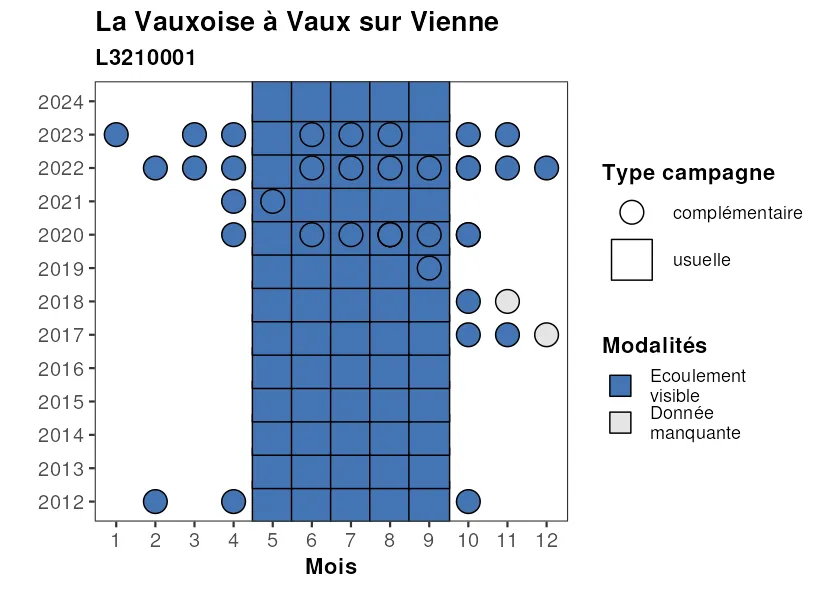 La Vauxoise à Vaux sur Vienne
L3210001
2024
2023
2022
2021
2020
2019
2018
2017
2016
2015
2014
2013
2012
1 2 3 4 5 6 7 8 9 10 11 12
Mois
Type campagne
complémentaire
usuelle
Modalités
Ecoulement
visible
Donnée
manquante